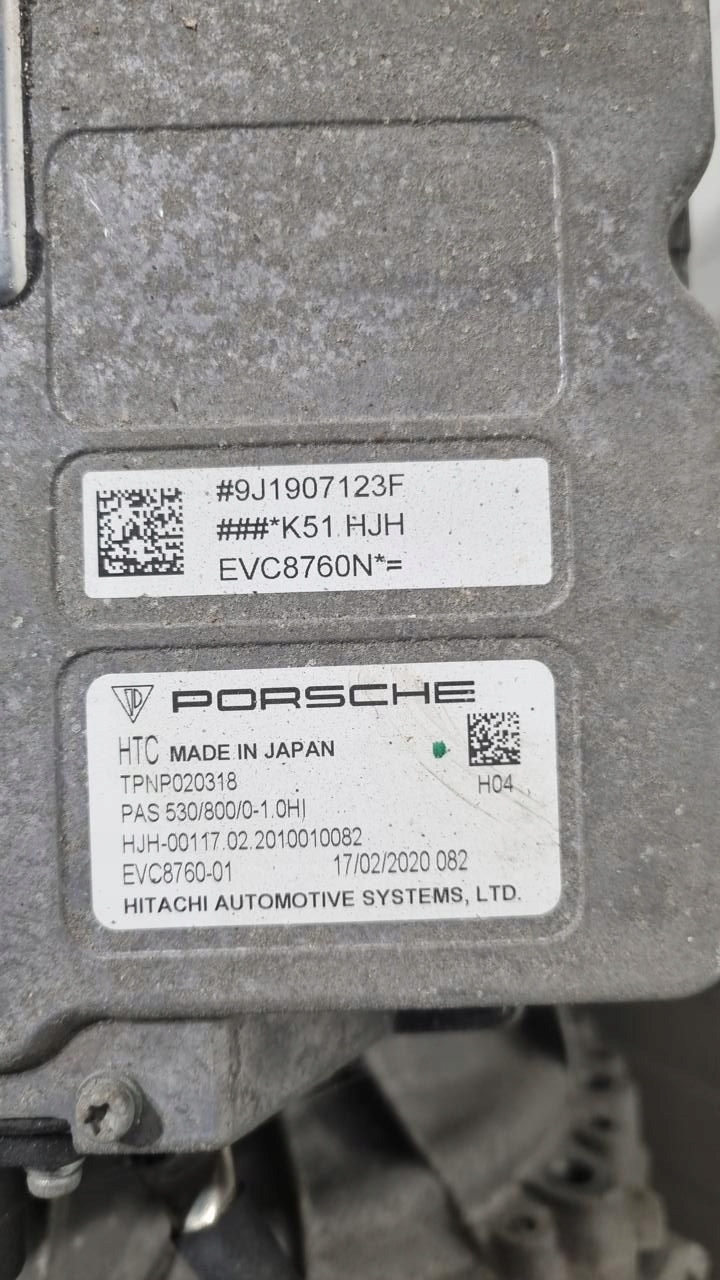 #9J1907123F
###*K51 HJH
EVC8760N*=
PORSCHE
HTC MADE IN JAPAN
TPNP020318
H04
PAS 530/800/0-1.0HI
HJH-00117.02.2010010082
EVC8760-01 17/02/2020 082
HITACHI AUTOMOTIVE SYSTEMS, LTD.